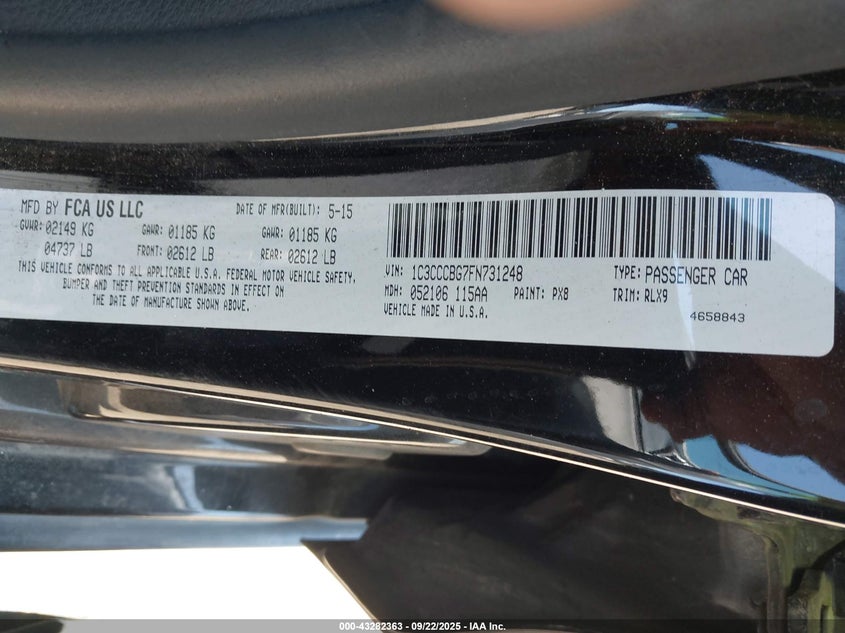 MFD BY FCA US LLC
DATE OF MFR(BUILT): 5-15
GVWR: 02149 KG GAWR: 01185 KG GAWR: 01185 KG
04737 LB FRONT: 02612 LB REAR: 02612 LB
THIS VEHICLE CONFORMS TO ALL APPLICABLE U.S.A. FEDERAL MOTOR VEHICLE SAFETY,
BUMPER AND THEFT PREVENTION STANDARDS IN EFFECT ON
THE DATE OF MANUFACTURE SHOWN ABOVE.
VIN: 1C3CCCBG7FN731248 TYPE: PASSENGER CAR
MDH: 052106 115AA PAINT: PX8 TRIM: RLX9
VEHICLE MADE IN U.S.A. 4658843
000-43282363 - 09/22/2025 - IAA Inc.